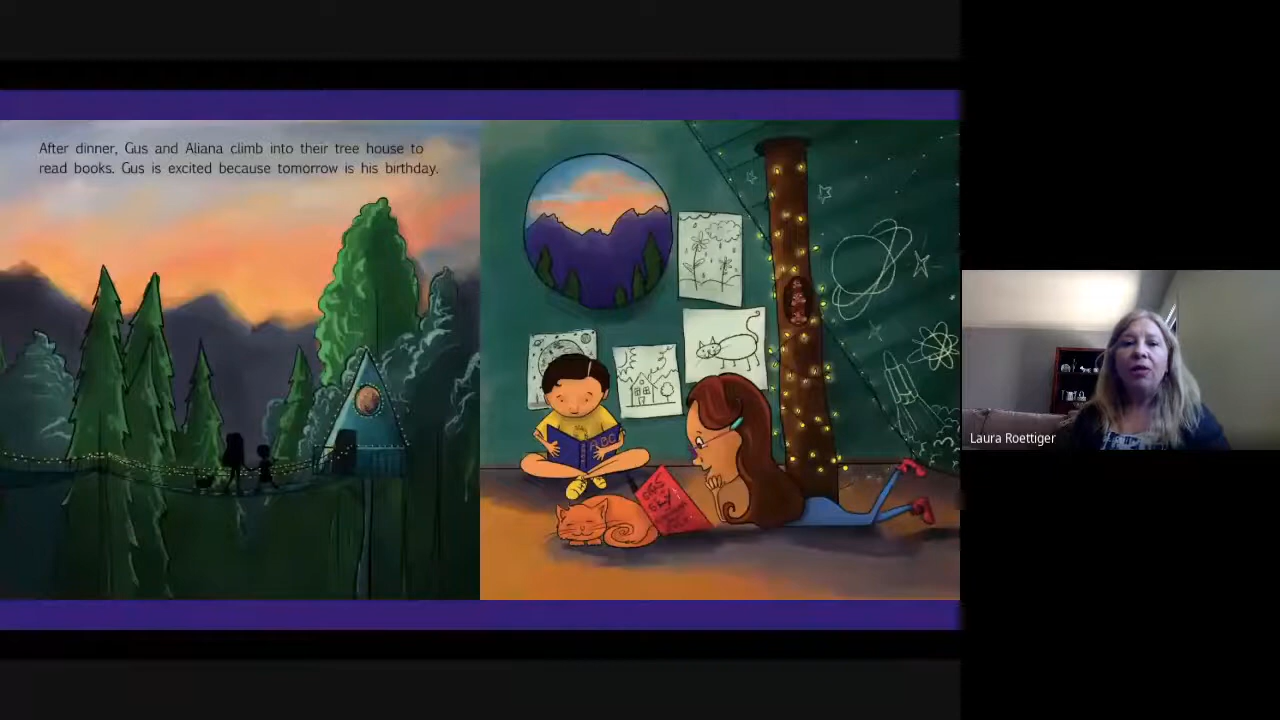 After dinner, Gus and Aliana climb into their tree house to
read books. Gus is excited because tomorrow is his birthday.
ABC
Laura Roettiger